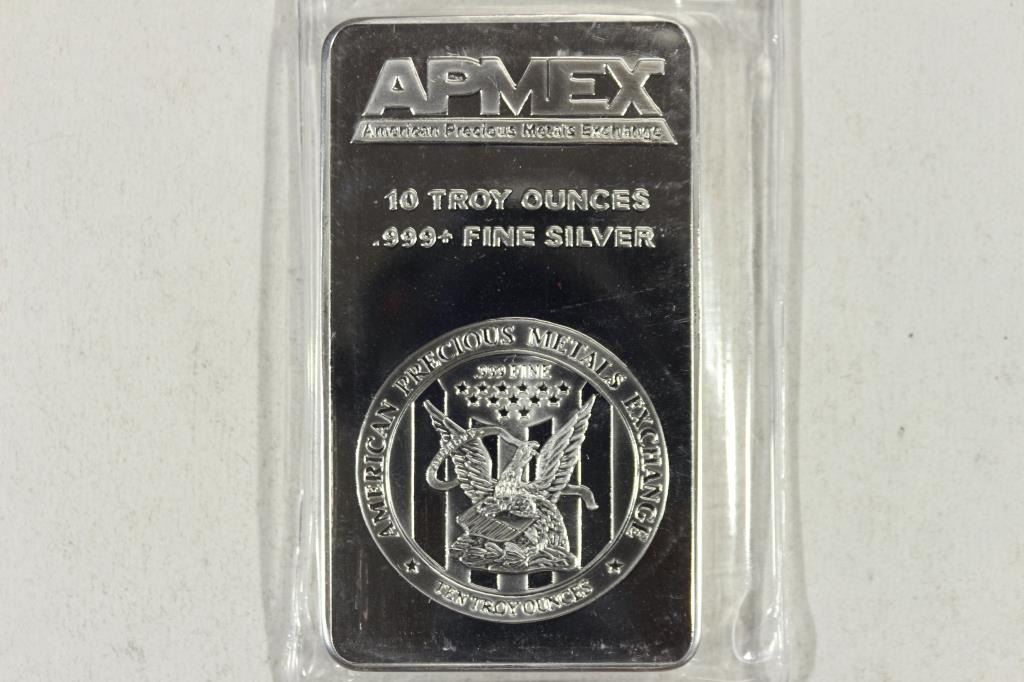 APMEX
American Precious Metals Exchange
10 TROY OUNCES
.999+ FINE SILVER
AMERICAN PRECIOUS METALS EXCHANGE
.999 FINE
TEN TROY OUNCES